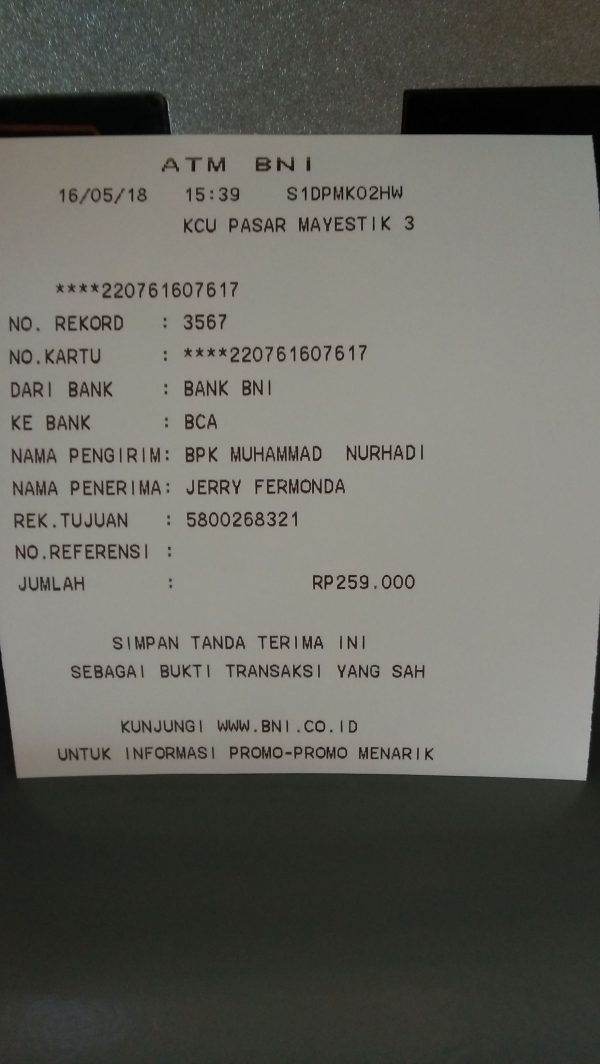 ATM BNI
16/05/18 15:39 S1DPMK02HW
KCU PASAR MAYESTIK 3
****220761607617
NO. REKORD : 3567
NO.KARTU : ****220761607617
DARI BANK : BANK BNI
KE BANK : BCA
NAMA PENGIRIM: BPK MUHAMMAD NURHADI
NAMA PENERIMA: JERRY FERMONDA
REK.TUJUAN : 5800268321
NO.REFERENSI :
JUMLAH : RP259.000
SIMPAN TANDA TERIMA INI
SEBAGAI BUKTI TRANSAKSI YANG SAH
KUNJUNGI WWW.BNI.CO.ID
UNTUK INFORMASI PROMO-PROMO MENARIK